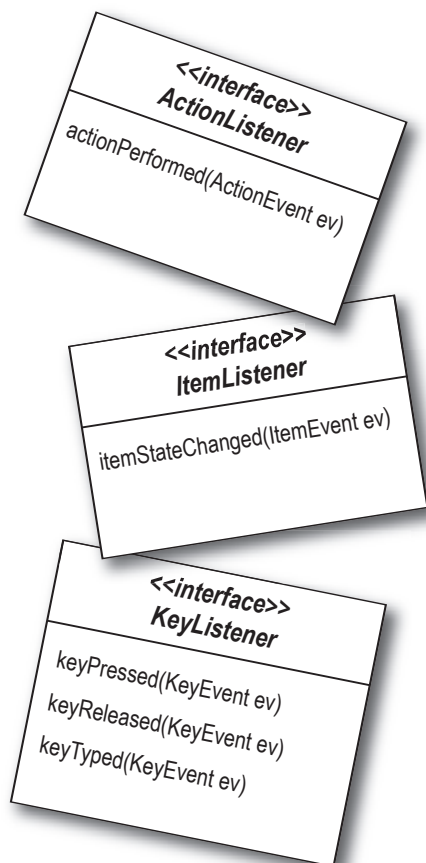 <<interface>>
ActionListener
actionPerformed(ActionEvent ev)
<<interface>>
ItemListener
itemStateChanged(ItemEvent ev)
<<interface>>
KeyListener
keyPressed(KeyEvent ev)
keyReleased(KeyEvent ev)
keyTyped(KeyEvent ev)